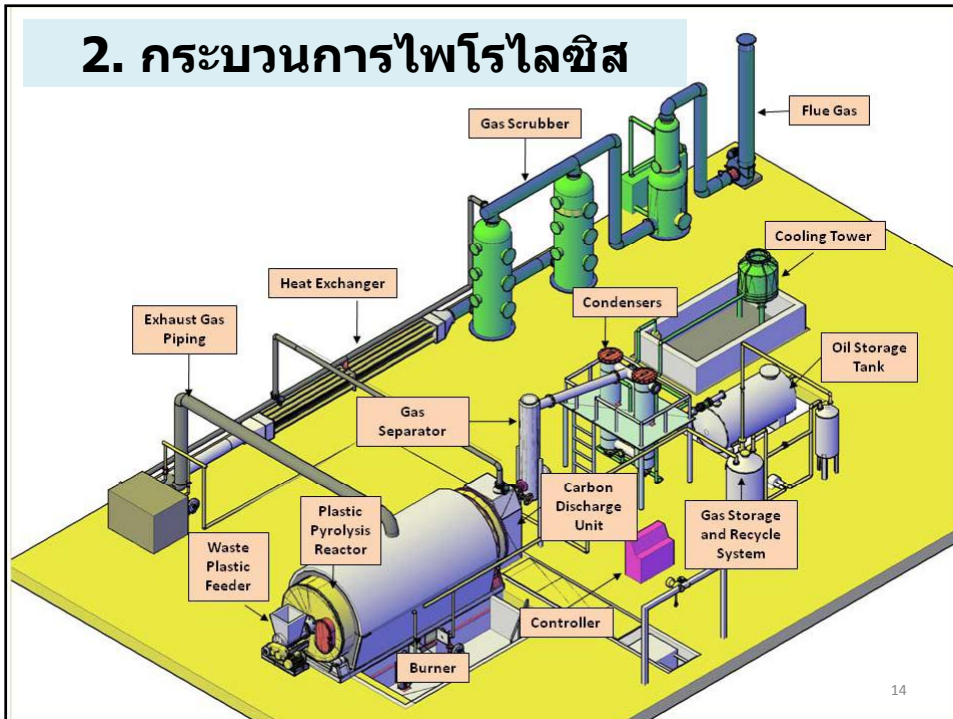 2. กระบวนการไพโรไลซิส
Flue Gas
Gas Scrubber
Cooling Tower
Heat Exchanger
Condensers
Exhaust Gas
Piping
Oil Storage
Tank
Gas
Separator
Plastic
Pyrolysis
Reactor
Carbon
Discharge
Unit
Gas Storage
and Recycle
System
Waste
Plastic
Feeder
Controller
Burner
14